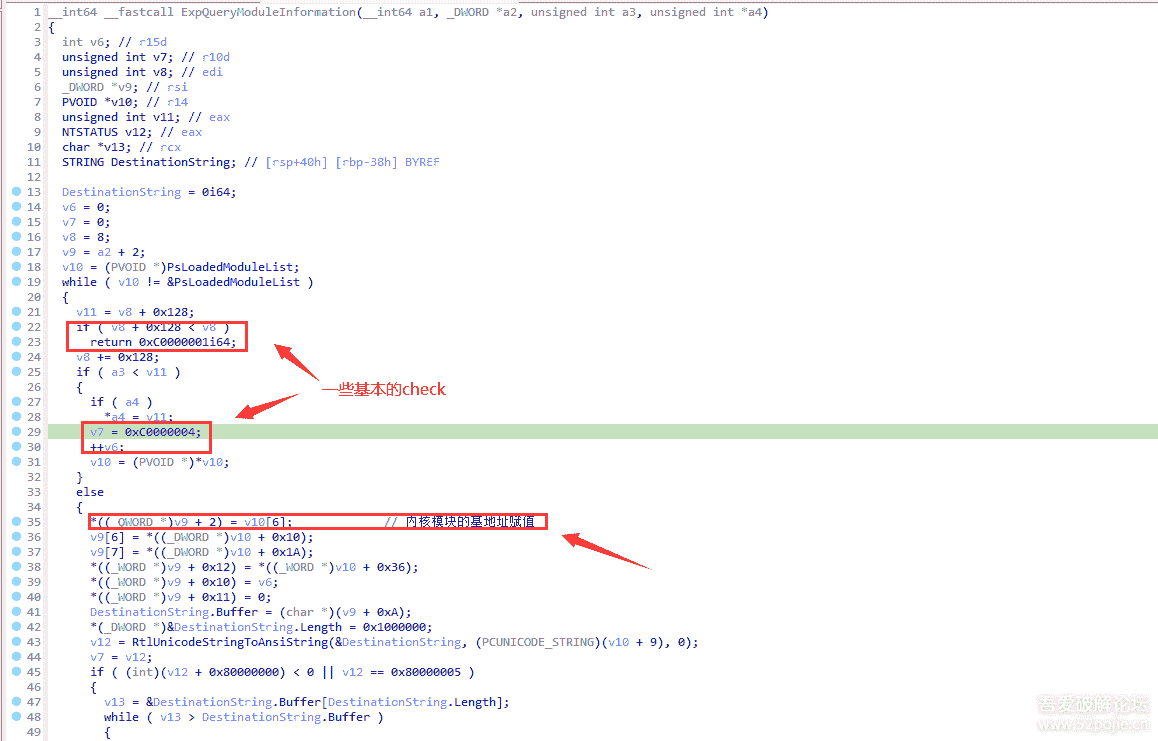 1 __int64 __fastcall ExpQueryModuleInformation(__int64 a1, _DWORD *a2, unsigned int a3, unsigned int *a4)
2 {
3 int v6; // r15d
4 unsigned int v7; // r10d
5 unsigned int v8; // edi
6 _DWORD *v9; // rsi
7 PVOID *v10; // r14
8 unsigned int v11; // eax
9 NTSTATUS v12; // eax
10 char *v13; // rcx
11 STRING DestinationString; // [rsp+40h] [rbp-38h] BYREF
12
13 DestinationString = 0i64;
14 v6 = 0;
15 v7 = 0;
16 v8 = 8;
17 v9 = a2 + 2;
18 v10 = (PVOID *)PsLoadedModuleList;
19 while ( v10 != &PsLoadedModuleList )
20 {
21 v11 = v8 + 0x128;
22 if ( v8 + 0x128 < v8 )
23 return 0xC0000001i64;
24 v8 += 0x128;
25 if ( a3 < v11 )
一些基本的check
26 {
27 if ( a4 )
28 *a4 = v11;
29 v7 = 0xC0000004;
30 ++v6;
31 v10 = (PVOID *)*v10;
32 }
33 else
34 {
35 *((_QWORD *)v9 + 2) = v10[6]; // 内核模块的基地址赋值
36 v9[6] = *((_DWORD *)v10 + 0x10);
37 v9[7] = *((_DWORD *)v10 + 0x1A);
38 *((_WORD *)v9 + 0x12) = *((_WORD *)v10 + 0x36);
39 *((_WORD *)v9 + 0x10) = v6;
40 *((_WORD *)v9 + 0x11) = 0;
41 DestinationString.Buffer = (char *)(v9 + 0xA);
42 *(_DWORD *)&DestinationString.Length = 0x1000000;
43 v12 = RtlUnicodeStringToAnsiString(&DestinationString, (PCUNICODE_STRING)(v10 + 9), 0);
44 v7 = v12;
45 if ( (int)(v12 + 0x80000000) < 0 || v12 == 0x80000005 )
46 {
47 v13 = &DestinationString.Buffer[DestinationString.Length];
48 while ( v13 > DestinationString.Buffer )
49 {
吾爱破解论坛
www.52pojie.cn